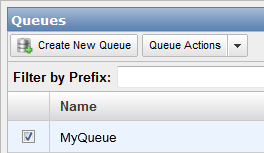 Queues
Create New Queue Queue Actions
Filter by Prefix:
Name
MyQueue